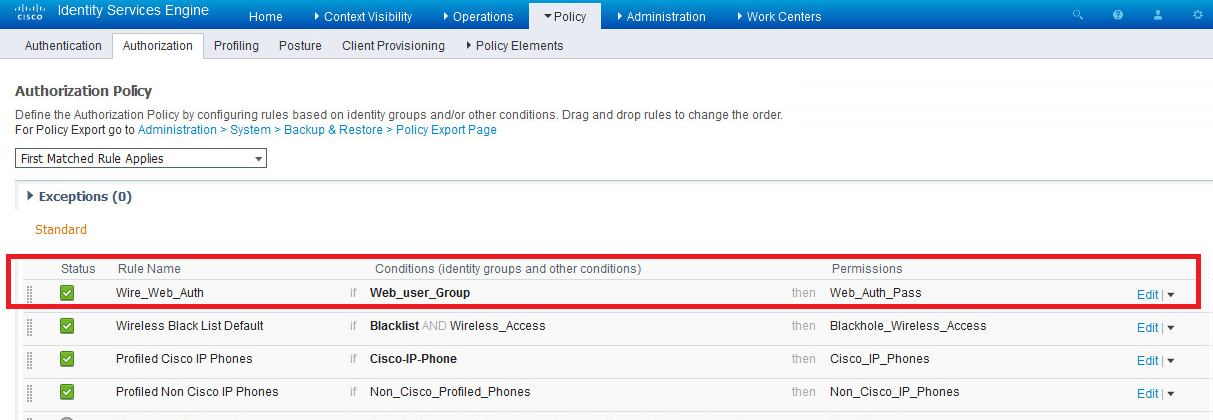 CISCO Identity Services Engine Home Context Visibility Operations Policy Administration Work Centers
Authentication Authorization Profiling Posture Client Provisioning Policy Elements
Authorization Policy
Define the Authorization Policy by configuring rules based on identity groups and/or other conditions. Drag and drop rules to change the order.
For Policy Export go to Administration > System > Backup & Restore > Policy Export Page
First Matched Rule Applies
Exceptions (0)
Standard
Status Rule Name Conditions (identity groups and other conditions) Permissions
Wire_Web_Auth if Web_user_Group then Web_Auth_Pass Edit |
Wireless Black List Default if Blacklist AND Wireless_Access then Blackhole_Wireless_Access Edit |
Profiled Cisco IP Phones if Cisco-IP-Phone then Cisco_IP_Phones Edit |
Profiled Non Cisco IP Phones if Non_Cisco_Profiled_Phones then Non_Cisco_IP_Phones Edit |